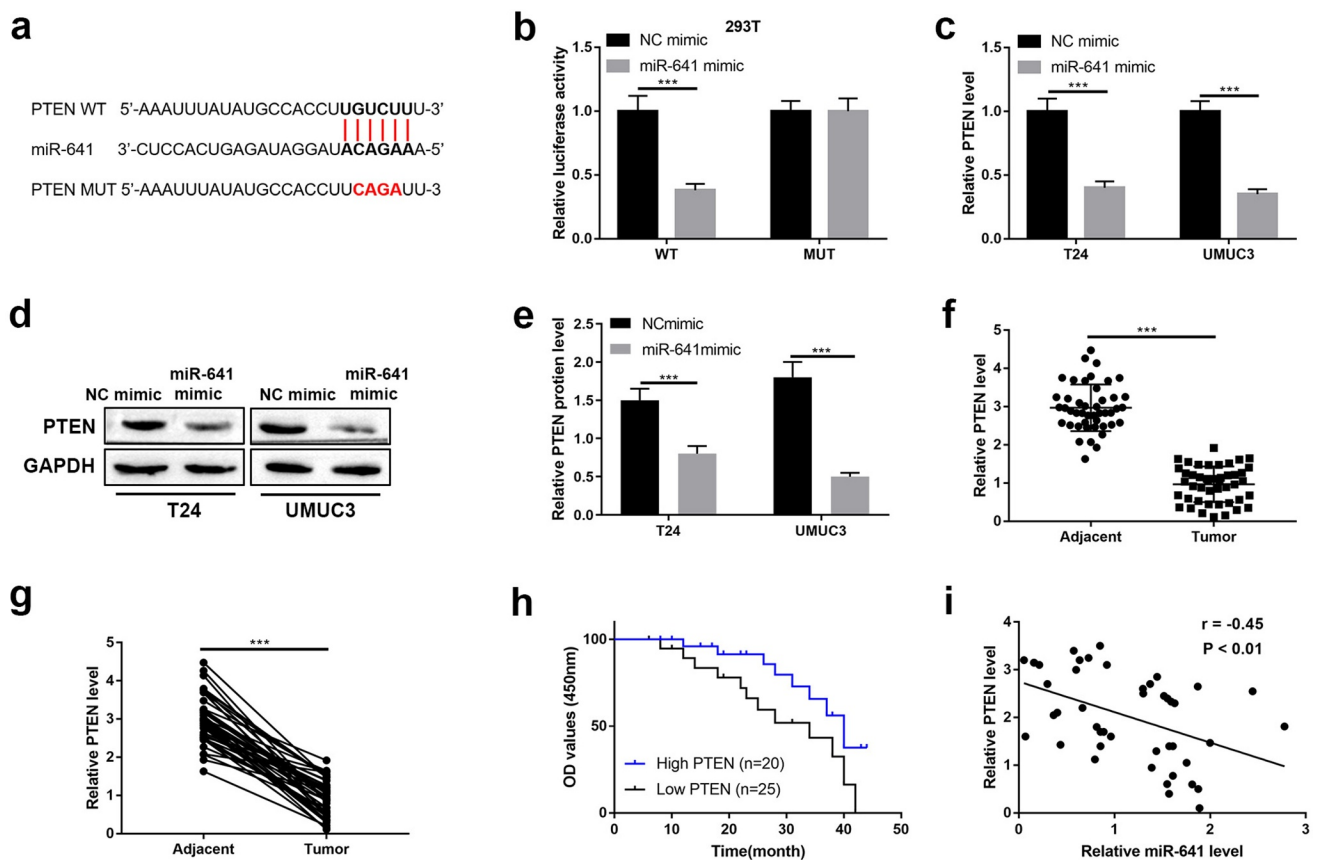 a
PTEN WT 5’-AAAUUUAUAUGCCACCUUGUCUUU-3’
miR-641 3’-CUCCACUGAGAUAGGAUACAGAAA-5’
PTEN MUT 5’-AAAUUUAUAUGCCACCUUCAGAUU-3
b
293T
NC mimic
miR-641 mimic
Relative luciferase activity
1.5
1.0
0.5
0.0
***
WT MUT
c
NC mimic
miR-641 mimic
Relative PTEN level
1.5
1.0
0.5
0.0
*** ***
T24 UMUC3
d
NC mimic miR-641 mimic NC mimic miR-641 mimic
PTEN
GAPDH
T24 UMUC3
e
NCmimic
miR-641mimic
Relative PTEN protien level
2.5
2.0
1.5
1.0
0.5
0.0
*** ***
T24 UMUC3
f
Relative PTEN level
5
4
3
2
1
0
***
Adjacent Tumor
g
Relative PTEN level
5
4
3
2
1
0
***
Adjacent Tumor
h
OD values (450nm)
100
50
0
High PTEN (n=20)
Low PTEN (n=25)
0 10 20 30 40 50
Time(month)
i
r = -0.45
P < 0.01
Relative PTEN level
4
3
2
1
0
0 1 2 3
Relative miR-641 level